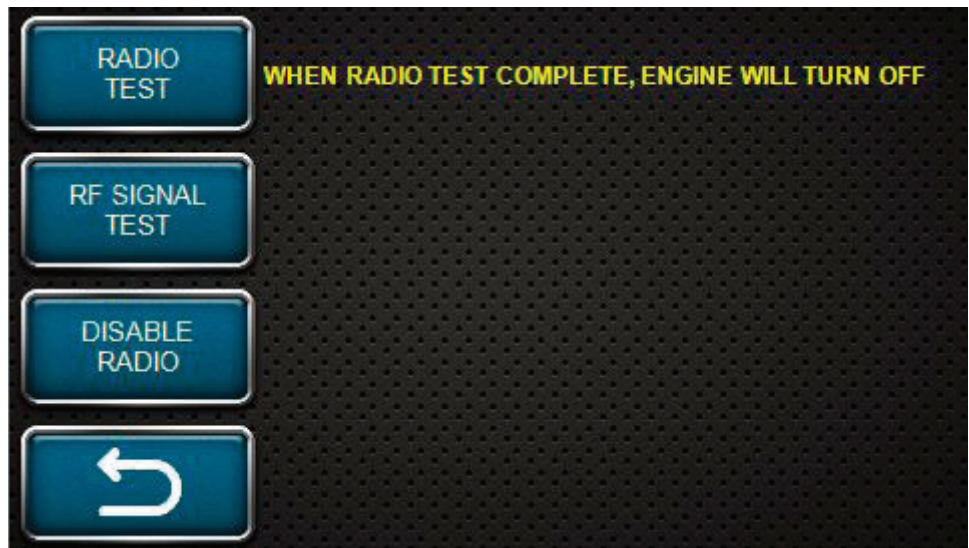 RADIO
TEST
WHEN RADIO TEST COMPLETE, ENGINE WILL TURN OFF
RF SIGNAL
TEST
DISABLE
RADIO